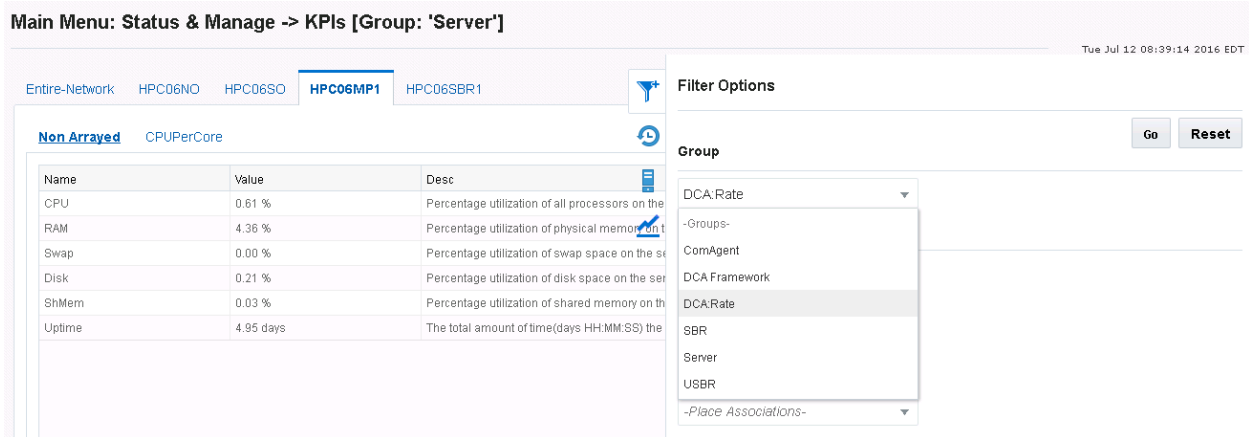 Main Menu: Status & Manage -> KPIs [Group: 'Server']
Tue Jul 12 08:39:14 2016 EDT
Entire-Network HPC06NO HPC06SO HPC06MP1 HPC06SBR1
Non Arrayed CPUPerCore
Name Value Desc
CPU 0.61 % Percentage utilization of all processors on the
RAM 4.36 % Percentage utilization of physical memory on t
Swap 0.00 % Percentage utilization of swap space on the se
Disk 0.21 % Percentage utilization of disk space on the ser
ShMem 0.03 % Percentage utilization of shared memory on th
Uptime 4.95 days The total amount of time(days HH:MM:SS) the
Filter Options
Go Reset
Group
DCA:Rate
-Groups-
ComAgent
DCA Framework
DCA:Rate
SBR
Server
USBR
-Place Associations-